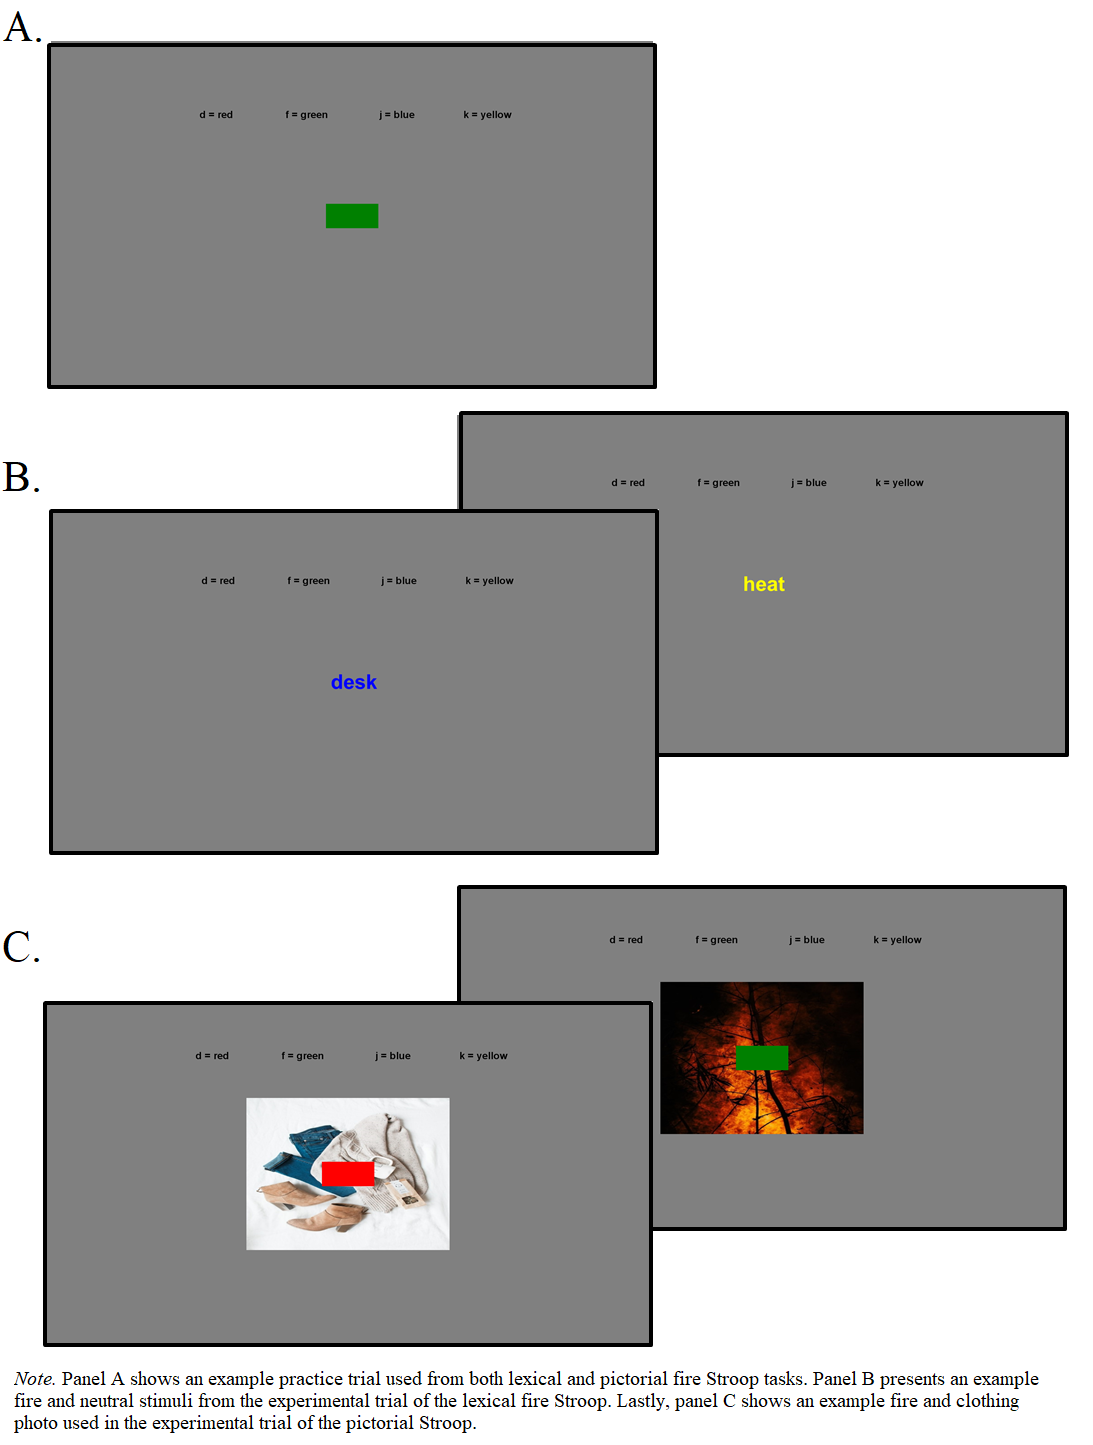 A.
d = red f = green j = blue k = yellow
B.
d = red f = green j = blue k = yellow
heat
d = red f = green j = blue k = yellow
desk
C.
d = red f = green j = blue k = yellow
d = red f = green j = blue k = yellow
Note. Panel A shows an example practice trial used from both lexical and pictorial fire Stroop tasks. Panel B presents an example
fire and neutral stimuli from the experimental trial of the lexical fire Stroop. Lastly, panel C shows an example fire and clothing
photo used in the experimental trial of the pictorial Stroop.